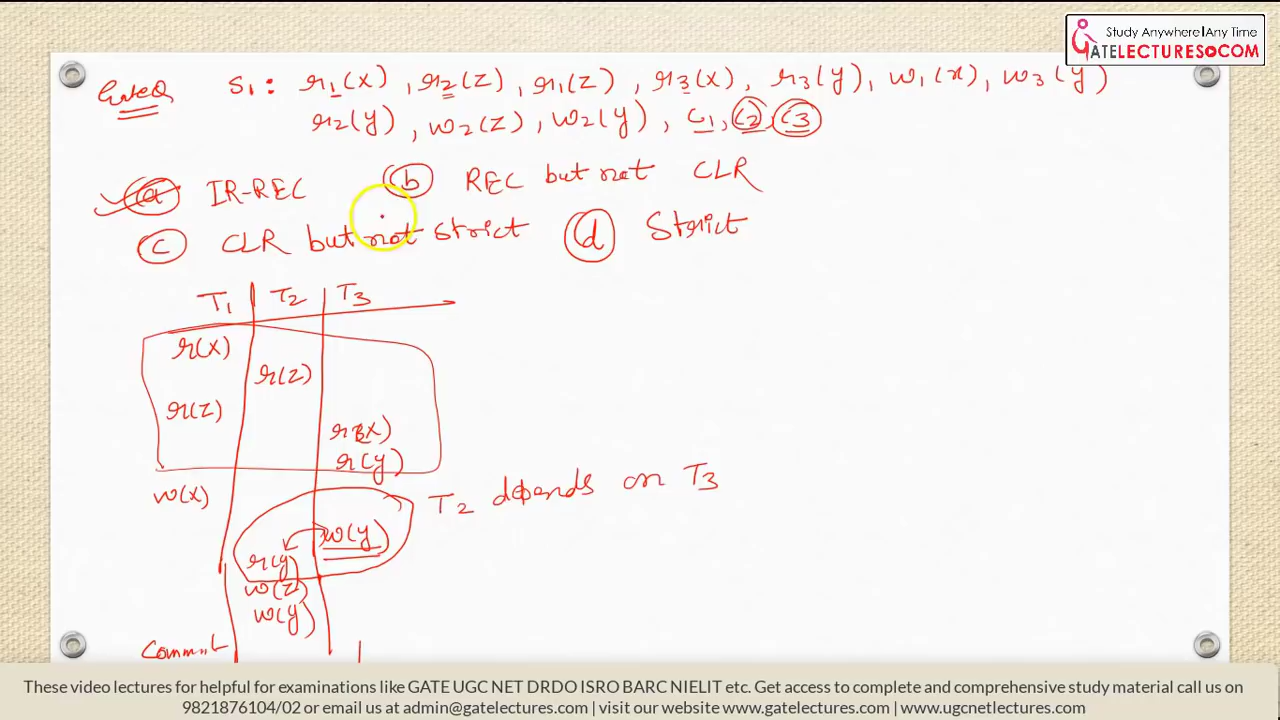 Study Anywhere | Any Time
GATELECTURES.COM
GateQ S1: r1(x), r2(z), r1(z), r3(x), r3(y), w1(x), w3(y)
r2(y), w2(z), w2(y), C1, C2, C3
a IR-REC b REC but not CLR
c CLR but not strict d Strict
T1 T2 T3
r(x)
r(z)
r(z)
r(x)
r(y)
w(x)
T2 depends on T3
w(y)
r(y)
w(z)
w(y)
Commit
These video lectures for helpful for examinations like GATE UGC NET DRDO ISRO BARC NIELIT etc. Get access to complete and comprehensive study material call us on
9821876104/02 or email us at admin@gatelectures.com | visit our website www.gatelectures.com | www.ugcnetlectures.com